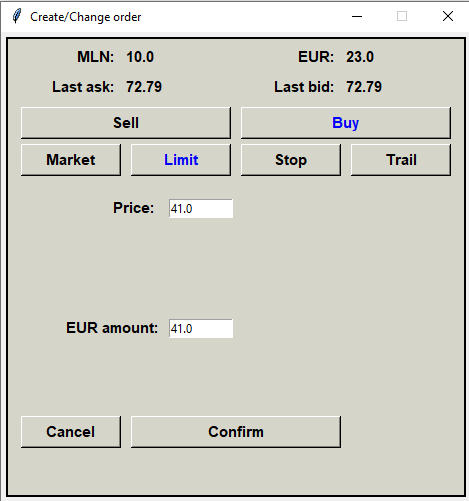 Create/Change order
MLN: 10.0 EUR: 23.0
Last ask: 72.79 Last bid: 72.79
Sell Buy
Market Limit Stop Trail
Price: 41.0
EUR amount: 41.0
Cancel Confirm